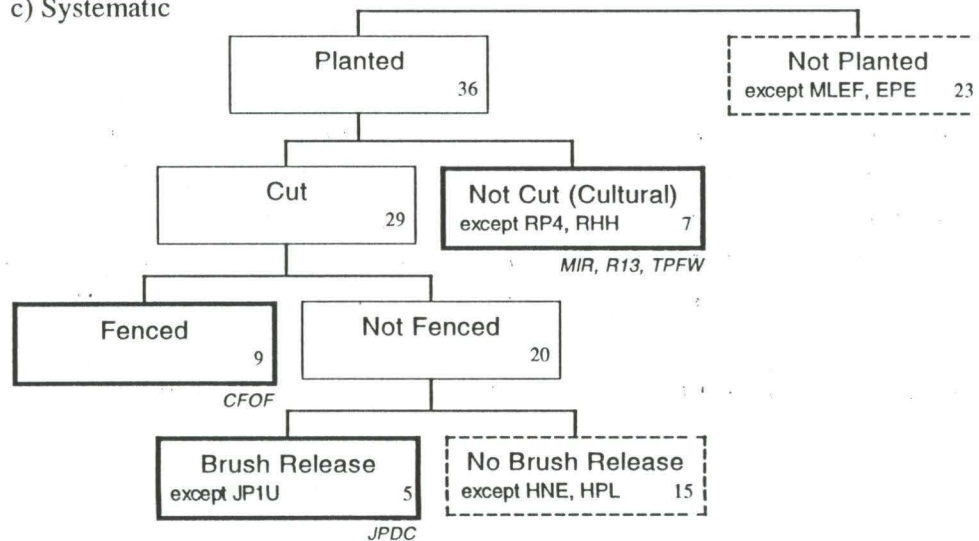 c) Systematic
Planted
36
Not Planted
except MLEF, EPE 23
Cut
29
Not Cut (Cultural)
except RP4, RHH 7
MIR, R13, TPFW
Fenced
9
Not Fenced
20
CFOF
Brush Release
except JP1U 5
No Brush Release
except HNE, HPL 15
JPDC